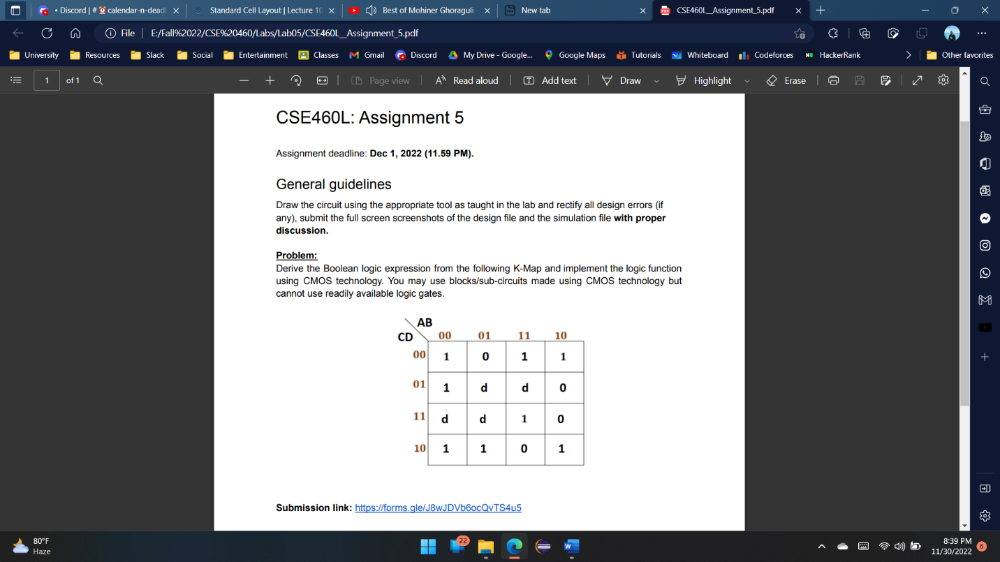 • Discord | # calendar-n-deadl
Standard Cell Layout | Lecture 10
Best of Mohiner Ghoraguli -
New tab
CSE460L__Assignment_5.pdf
File
E:/Fall%2022/CSE%20460/Labs/Lab05/CSE460L__Assignment_5.pdf
University
Resources
Slack
Social
Entertainment
Classes
Gmail
Discord
My Drive - Google...
Google Maps
Tutorials
Whiteboard
Codeforces
HackerRank
Other favorites
1 of 1
Page view
Read aloud
Add text
Draw
Highlight
Erase
CSE460L: Assignment 5
Assignment deadline: Dec 1, 2022 (11.59 PM).
General guidelines
Draw the circuit using the appropriate tool as taught in the lab and rectify all design errors (if
any), submit the full screen screenshots of the design file and the simulation file with proper
discussion.
Problem:
Derive the Boolean logic expression from the following K-Map and implement the logic function
using CMOS technology. You may use blocks/sub-circuits made using CMOS technology but
cannot use readily available logic gates.
AB
CD 00 01 11 10
00 1 0 1 1
01 1 d d 0
11 d d 1 0
10 1 1 0 1
Submission link: https://forms.gle/J8wJDVb6ocQvTS4u5
80°F
Haze
22
8:39 PM
11/30/2022
6